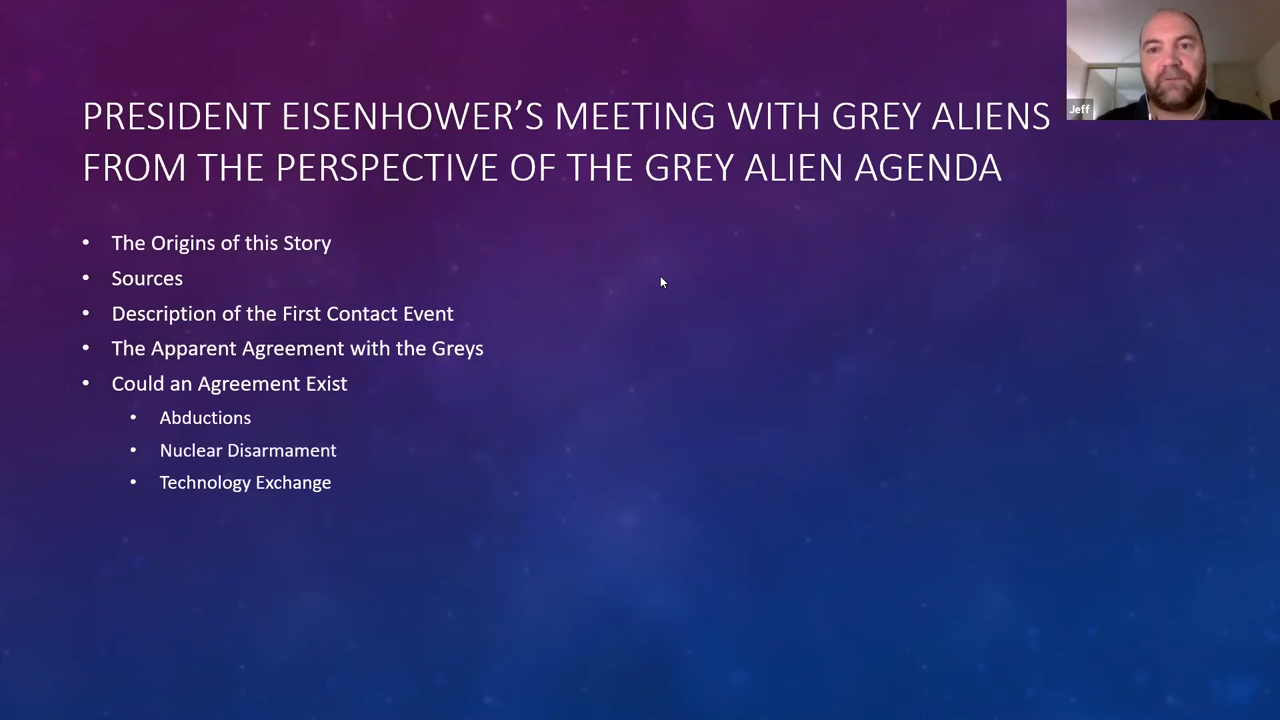 PRESIDENT EISENHOWER'S MEETING WITH GREY ALIENS
FROM THE PERSPECTIVE OF THE GREY ALIEN AGENDA
Jeff
• The Origins of this Story
• Sources
• Description of the First Contact Event
• The Apparent Agreement with the Greys
• Could an Agreement Exist
• Abductions
• Nuclear Disarmament
• Technology Exchange